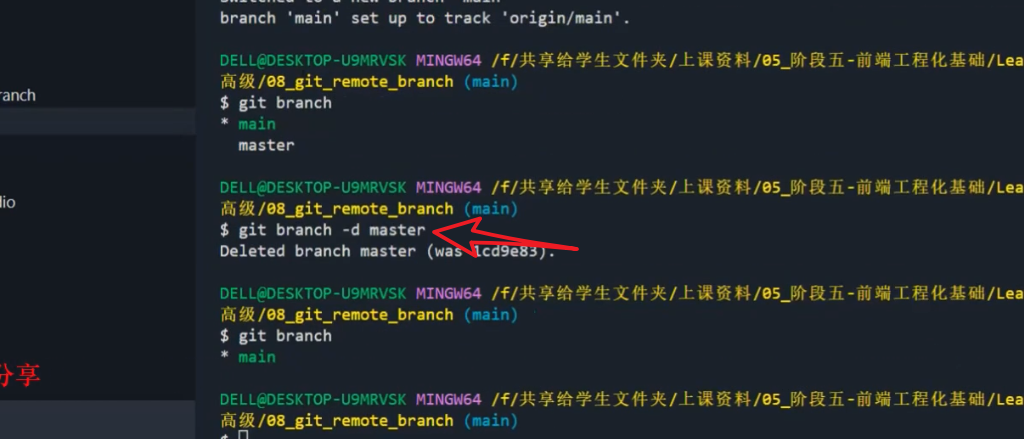 branch 'main' set up to track 'origin/main'.
DELL@DESKTOP-U9MRVSK MINGW64 /f/共享给学生文件夹/上课资料/05_阶段五-前端工程化基础/Lea
高级/08_git_remote_branch (main)
ranch
$ git branch
* main
master
DELL@DESKTOP-U9MRVSK MINGW64 /f/共享给学生文件夹/上课资料/05_阶段五-前端工程化基础/Lea
dio
高级/08_git_remote_branch (main)
$ git branch -d master
Deleted branch master (was 1cd9e83).
DELL@DESKTOP-U9MRVSK MINGW64 /f/共享给学生文件夹/上课资料/05_阶段五-前端工程化基础/Lea
高级/08_git_remote_branch (main)
$ git branch
* main
分享
DELL@DESKTOP-U9MRVSK MINGW64 /f/共享给学生文件夹/上课资料/05_阶段五-前端工程化基础/Lea
高级/08_git_remote_branch (main)
$